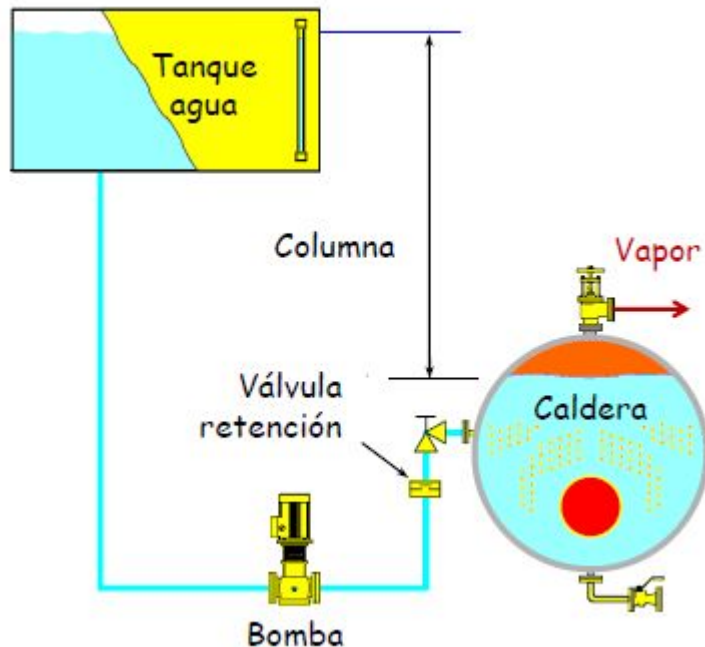 Tanque
agua
Columna
Vapor
Válvula
retención
Caldera
Bomba